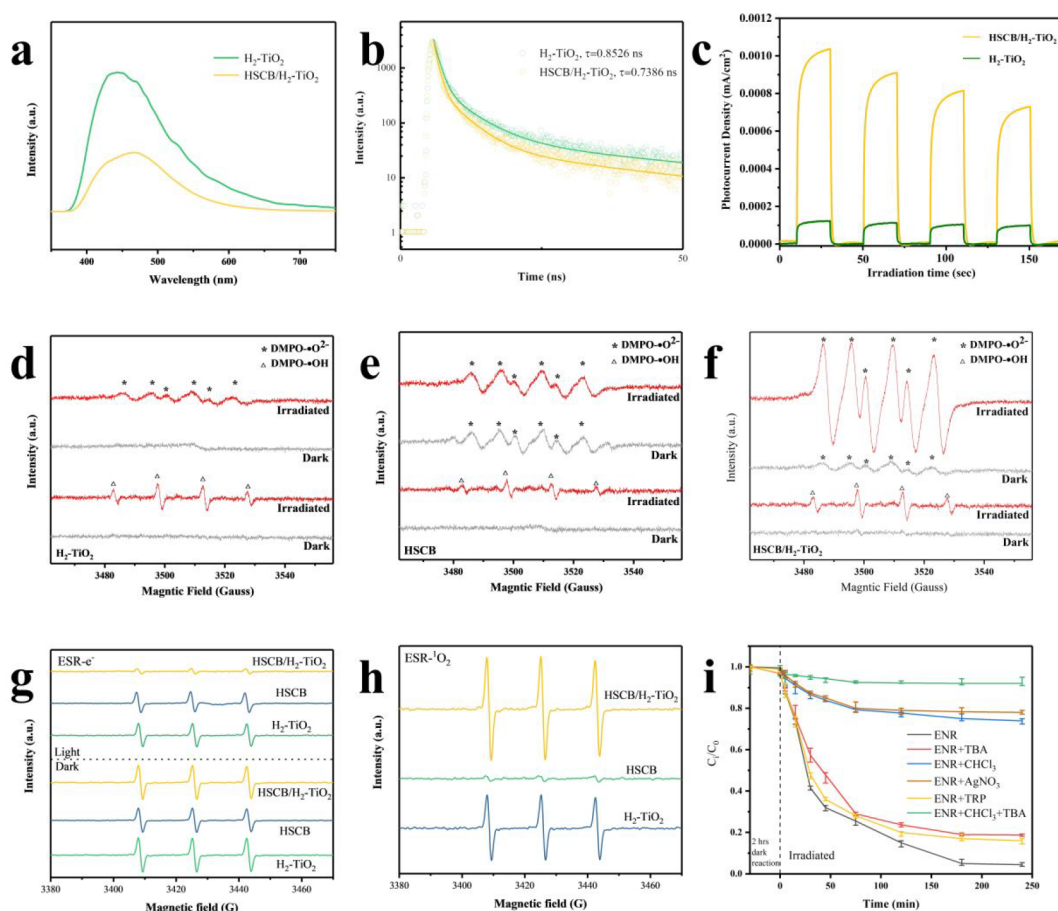 a
H₂-TiO₂
HSCB/H₂-TiO₂
Intensity (a.u.)
400 500 600 700
Wavelength (nm)
b
H₂-TiO₂, τ=0.8526 ns
HSCB/H₂-TiO₂, τ=0.7386 ns
Intensity (a.u.)
1000
100
10
1
0 50
Time (ns)
c
HSCB/H₂-TiO₂
H₂-TiO₂
Photocurrent Density (mA/cm²)
0.0012
0.0010
0.0008
0.0006
0.0004
0.0002
0.0000
0 50 100 150
Irradiation time (sec)
d
* DMPO-•O²⁻
△ DMPO-•OH
Irradiated
Dark
Irradiated
Dark
H₂-TiO₂
Intensity (a.u.)
3480 3500 3520 3540
Magntic Field (Gauss)
e
* DMPO-•O²⁻
△ DMPO-•OH
Irradiated
Dark
Irradiated
Dark
HSCB
Intensity (a.u.)
3480 3500 3520 3540
Magntic Field (Gauss)
f
* DMPO-•O²⁻
△ DMPO-•OH
Irradiated
Dark
Irradiated
Dark
HSCB/H₂-TiO₂
Intensity (a.u.)
3480 3500 3520 3540
Magntic Field (Gauss)
g
ESR-e⁻
HSCB/H₂-TiO₂
HSCB
H₂-TiO₂
Light
Dark
HSCB/H₂-TiO₂
HSCB
H₂-TiO₂
Intensity (a.u.)
3380 3400 3420 3440 3460
Magnetic field (G)
h
ESR-¹O₂
HSCB/H₂-TiO₂
HSCB
H₂-TiO₂
Intensity (a.u.)
3380 3400 3420 3440 3460
Magnetic field (G)
i
ENR
ENR+TBA
ENR+CHCl₃
ENR+AgNO₃
ENR+TRP
ENR+CHCl₃+TBA
2 hrs
dark
reaction
Irradiated
Cₜ/C₀
1.0
0.8
0.6
0.4
0.2
0.0
0 50 100 150 200 250
Time (min)